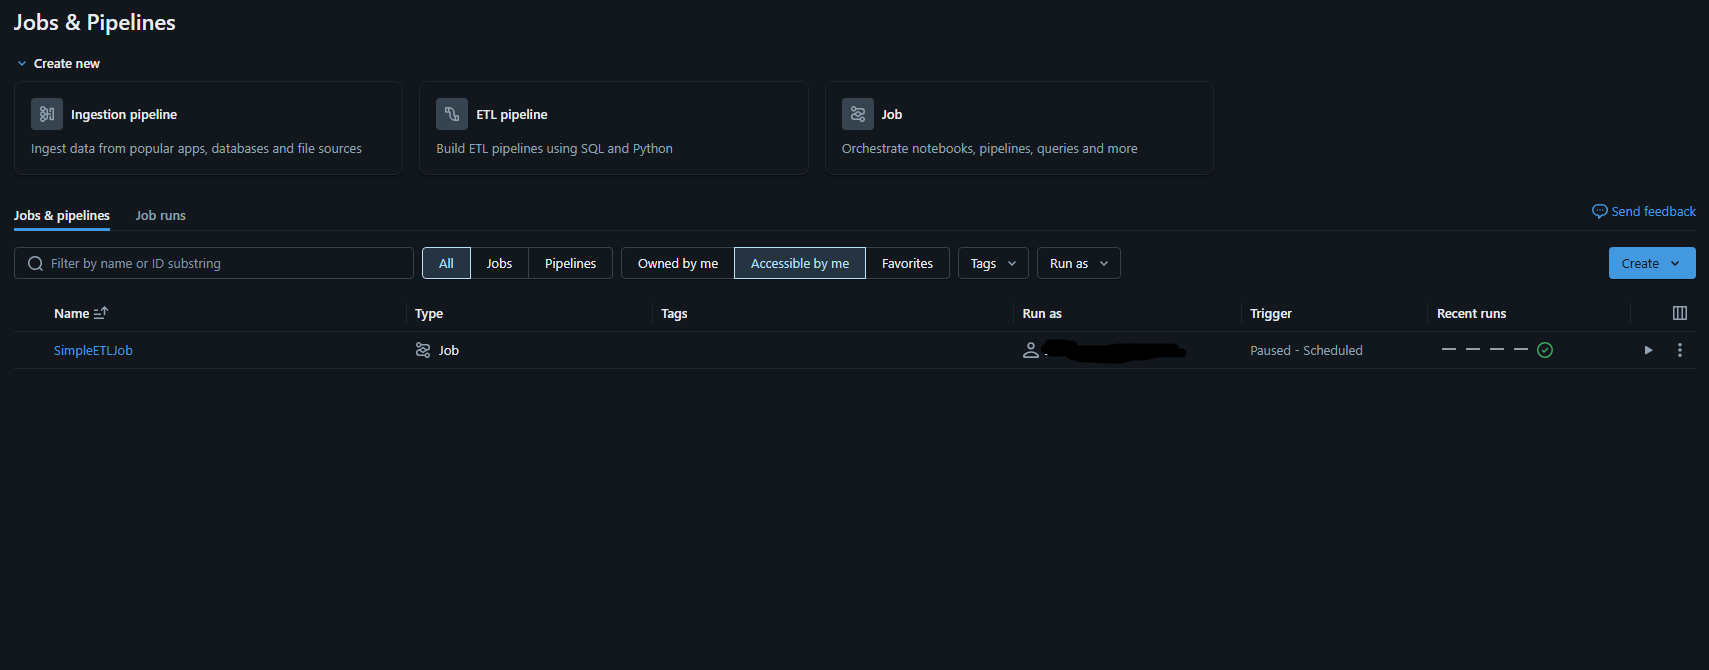 Jobs & Pipelines
Create new
Ingestion pipeline
Ingest data from popular apps, databases and file sources
ETL pipeline
Build ETL pipelines using SQL and Python
Job
Orchestrate notebooks, pipelines, queries and more
Jobs & pipelines
Job runs
Send feedback
Filter by name or ID substring
All
Jobs
Pipelines
Owned by me
Accessible by me
Favorites
Tags
Run as
Create
Name
Type
Tags
Run as
Trigger
Recent runs
SimpleETLJob
Job
Paused - Scheduled